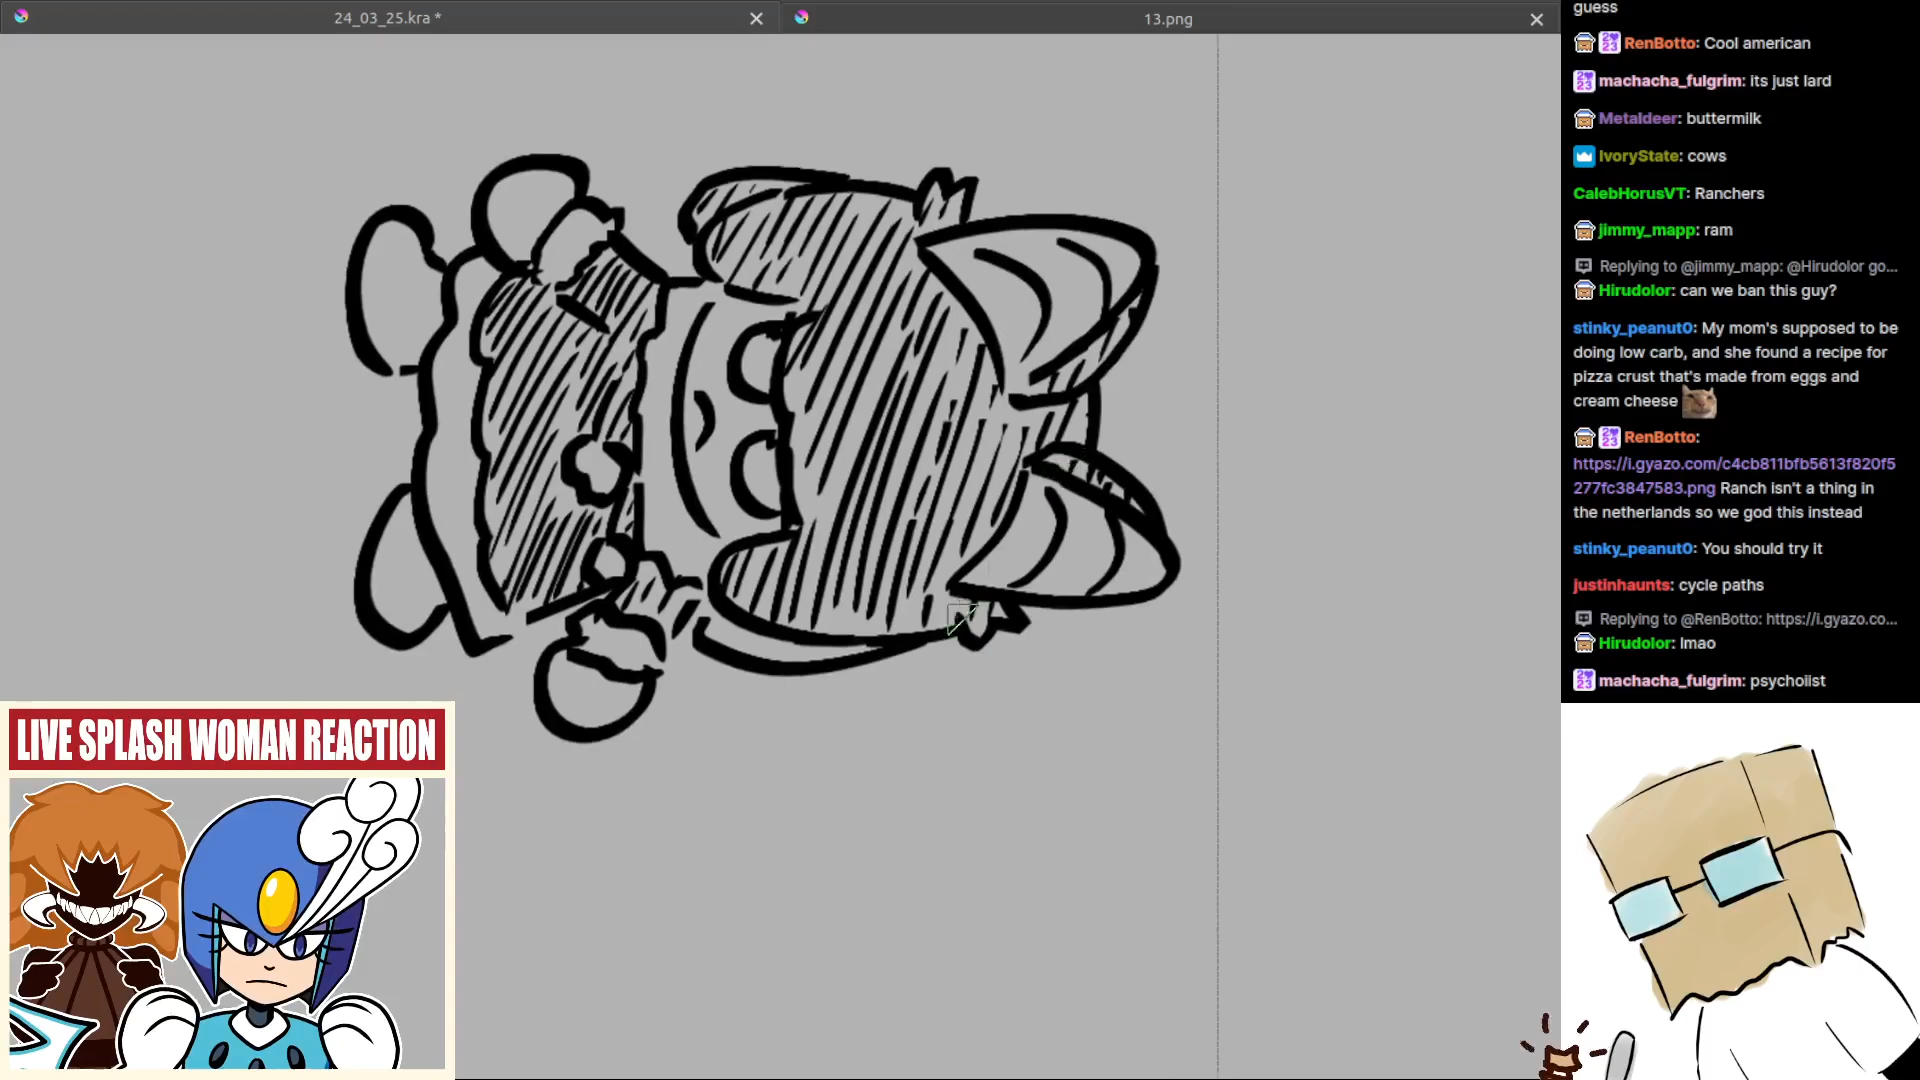 24_03_25.kra *
13.png
guess
RenBotto: Cool american
machacha_fulgrim: its just lard
Metaldeer: buttermilk
IvoryState: cows
CalebHorusVT: Ranchers
jimmy_mapp: ram
Replying to @jimmy_mapp: @Hirudolor go...
Hirudolor: can we ban this guy?
stinky_peanut0: My mom's supposed to be
doing low carb, and she found a recipe for
pizza crust that's made from eggs and
cream cheese
RenBotto:
https://i.gyazo.com/c4cb811bfb5613f820f5
277fc3847583.png Ranch isn't a thing in
the netherlands so we god this instead
stinky_peanut0: You should try it
justinhaunts: cycle paths
Replying to @RenBotto: https://i.gyazo.co...
Hirudolor: lmao
machacha_fulgrim: psychoiist
LIVE SPLASH WOMAN REACTION